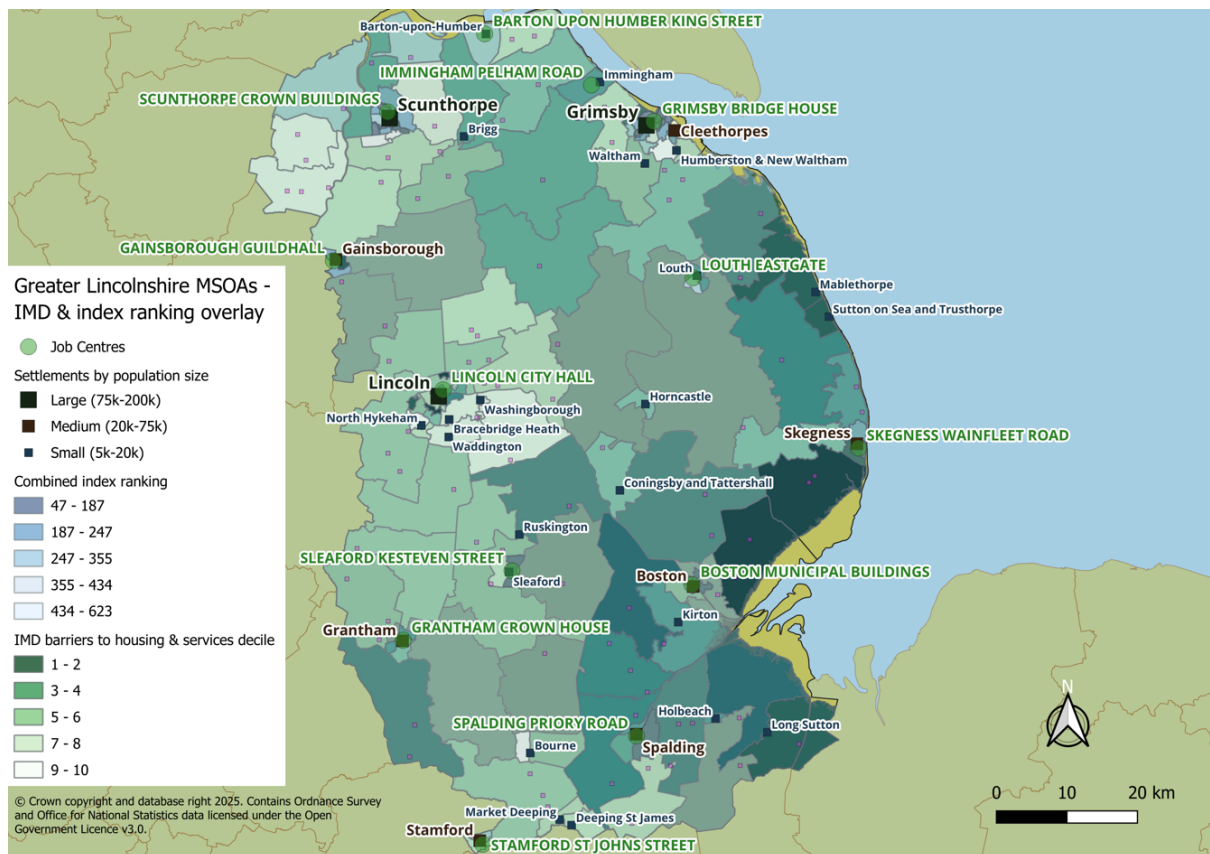 BARTON UPON HUMBER KING STREET
Barton-upon-Humber
IMMINGHAM PELHAM ROAD
Immingham
SCUNTHORPE CROWN BUILDINGS
Scunthorpe
Grimsby
GRIMSBY BRIDGE HOUSE
Cleethorpes
Brigg
Waltham
Humberston & New Waltham
GAINSBOROUGH GUILDHALL
Gainsborough
Louth
LOUTH EASTGATE
Mablethorpe
Sutton on Sea and Trusthorpe
Greater Lincolnshire MSOAs -
IMD & index ranking overlay
Job Centres
Settlements by population size
Large (75k-200k)
Medium (20k-75k)
Small (5k-20k)
Combined index ranking
47 - 187
187 - 247
247 - 355
355 - 434
434 - 623
IMD barriers to housing & services decile
1 - 2
3 - 4
5 - 6
7 - 8
9 - 10
© Crown copyright and database right 2025. Contains Ordnance Survey
and Office for National Statistics data licensed under the Open
Government Licence v3.0.
Lincoln
LINCOLN CITY HALL
North Hykeham
Washingborough
Bracebridge Heath
Waddington
Horncastle
Skegness
SKEGNESS WAINFLEET ROAD
Coningsby and Tattershall
Ruskington
SLEAFORD KESTEVEN STREET
Sleaford
Boston
BOSTON MUNICIPAL BUILDINGS
Kirton
Grantham
GRANTHAM CROWN HOUSE
Holbeach
Long Sutton
SPALDING PRIORY ROAD
Spalding
Bourne
Market Deeping
Deeping St James
Stamford
STAMFORD ST JOHNS STREET
N
0 10 20 km